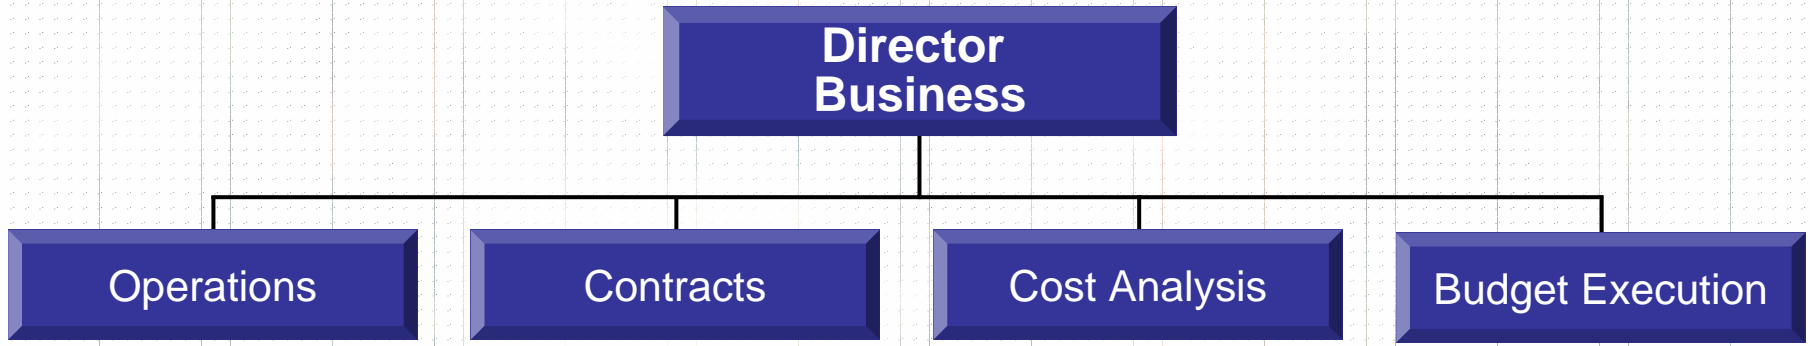 Director
Business
Operations
Contracts
Cost Analysis
Budget Execution